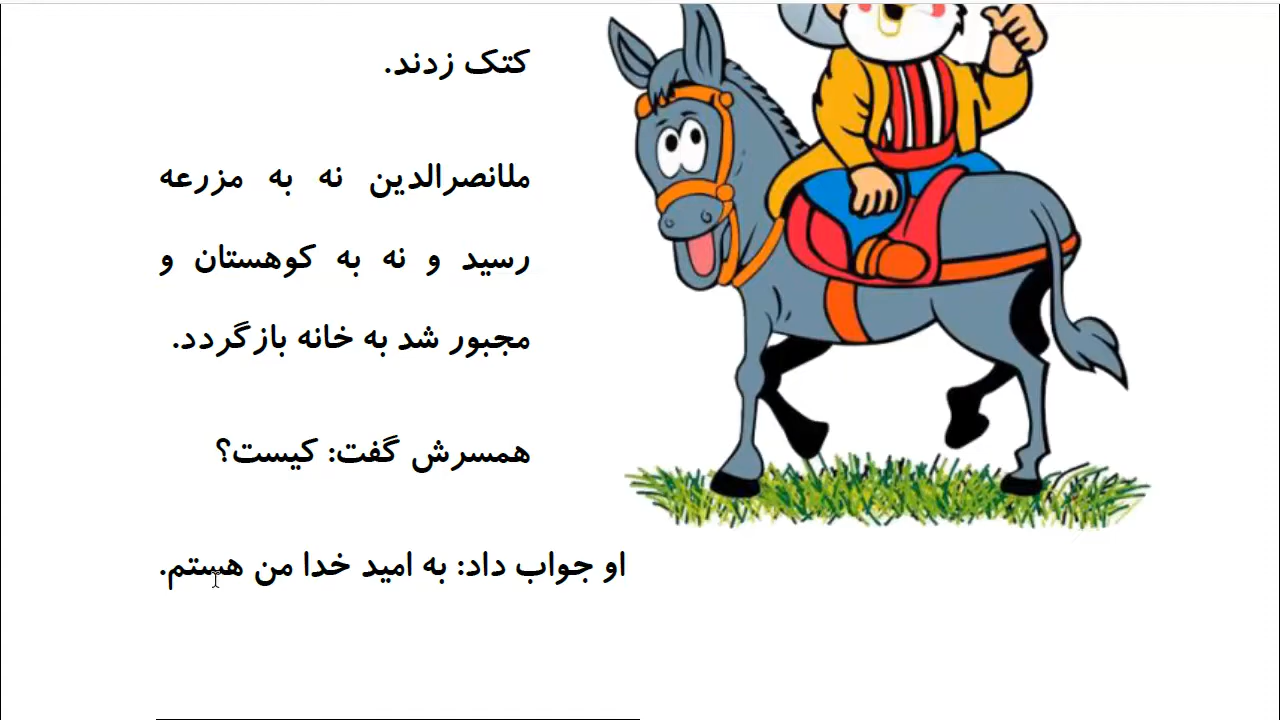 کتک زدند.
ملانصرالدین نه به مزرعه
رسید و نه به کوهستان و
مجبور شد به خانه بازگردد.
همسرش گفت: کیست؟
او جواب داد: به امید خدا من هستم.